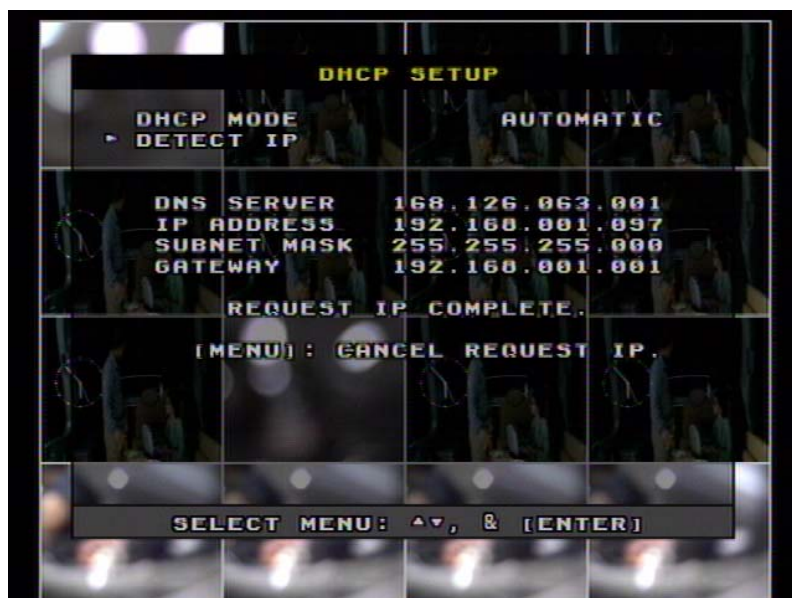 DHCP SETUP
DHCP MODE AUTOMATIC
► DETECT IP
DNS SERVER 168.126.063.001
IP ADDRESS 192.168.001.097
SUBNET MASK 255.255.255.000
GATEWAY 192.168.001.001
REQUEST IP COMPLETE.
[MENU]: CANCEL REQUEST IP.
SELECT MENU: ▲▼, & [ENTER]